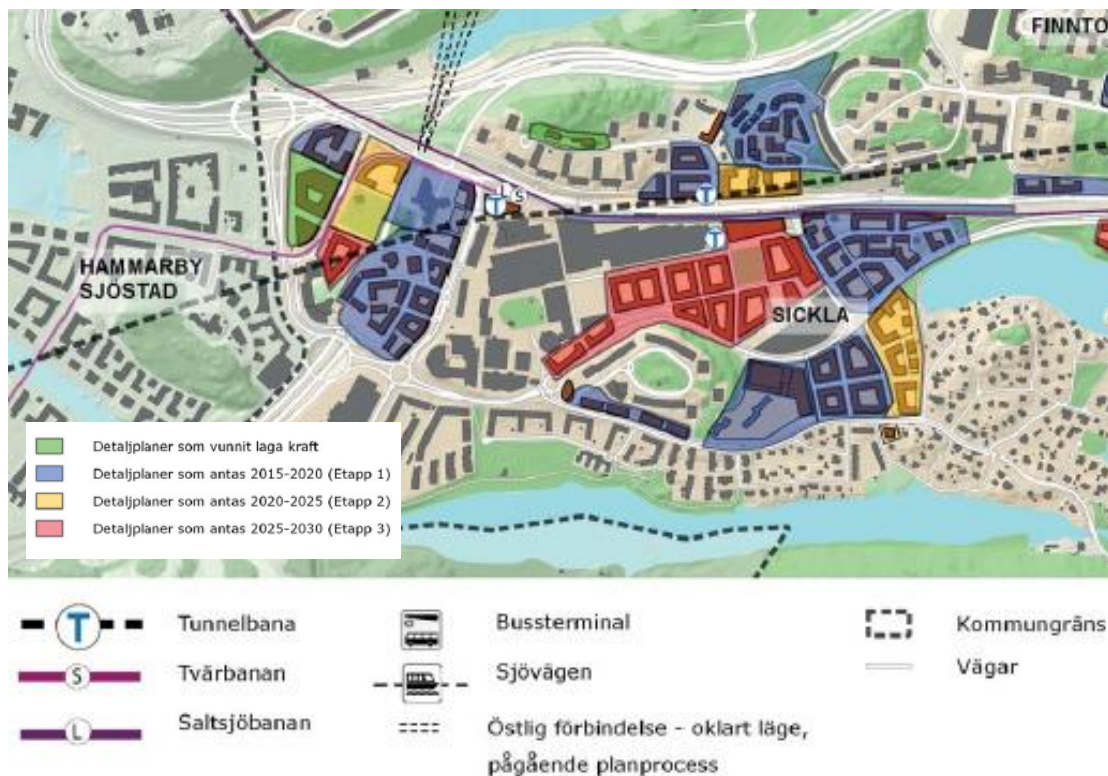 FINNTO
L S
T
T
T
HAMMARBY
SJÖSTAD
SICKLA
Detaljplaner som vunnit laga kraft
Detaljplaner som antas 2015-2020 (Etapp 1)
Detaljplaner som antas 2020-2025 (Etapp 2)
Detaljplaner som antas 2025-2030 (Etapp 3)
T Tunnelbana
S Tvärbanan
L Saltsjöbanan
Bussterminal
Sjövägen
Östlig förbindelse - oklart läge,
pågående planprocess
Kommungräns
Vägar